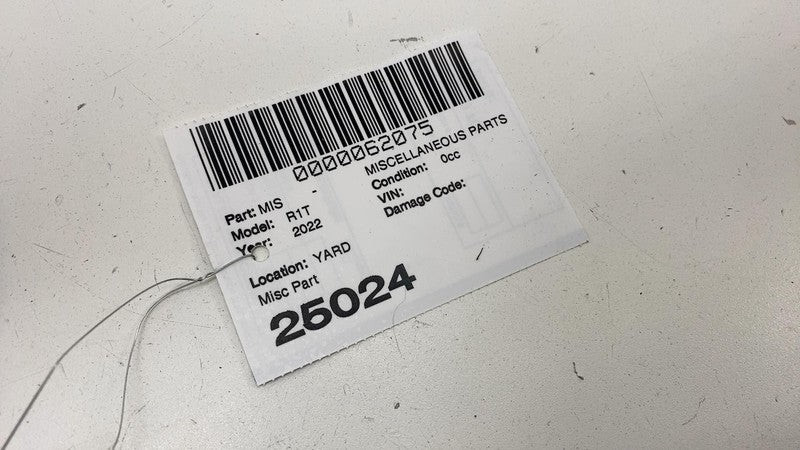 0000062075
Part: MIS - MISCELLANEOUS PARTS
Model: R1T Condition: 0cc
Year: 2022 VIN:
Damage Code:
Location: YARD
Misc Part
25024